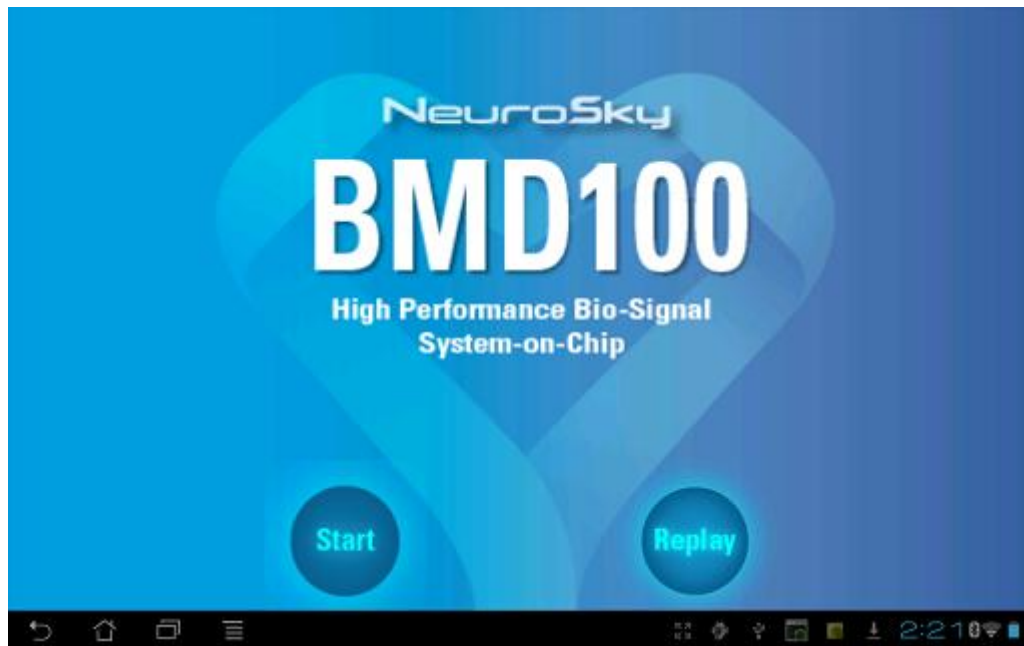 NeuroSky
BMD100
High Performance Bio-Signal
System-on-Chip
Start
Replay
2:21